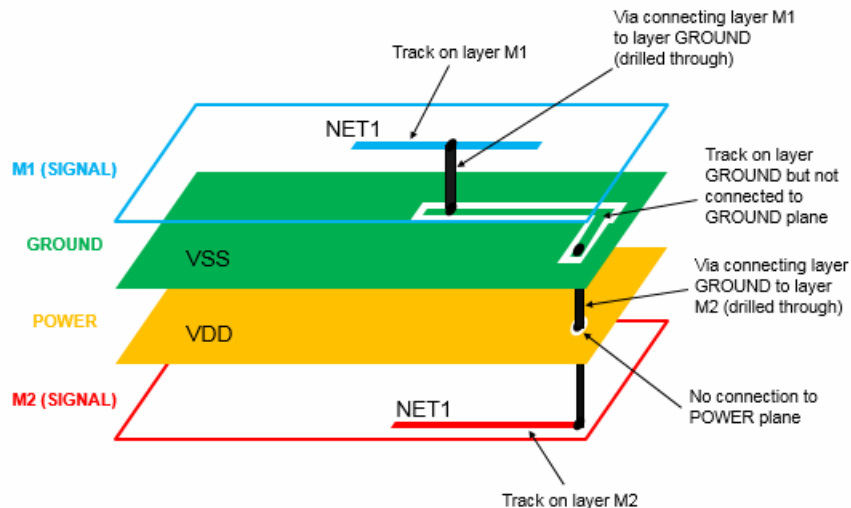 Via connecting layer M1
to layer GROUND
(drilled through)
Track on layer M1
NET1
M1 (SIGNAL)
Track on layer
GROUND but not
connected to
GROUND plane
GROUND
VSS
Via connecting layer
GROUND to layer
M2 (drilled through)
POWER
VDD
No connection to
POWER plane
M2 (SIGNAL)
NET1
Track on layer M2